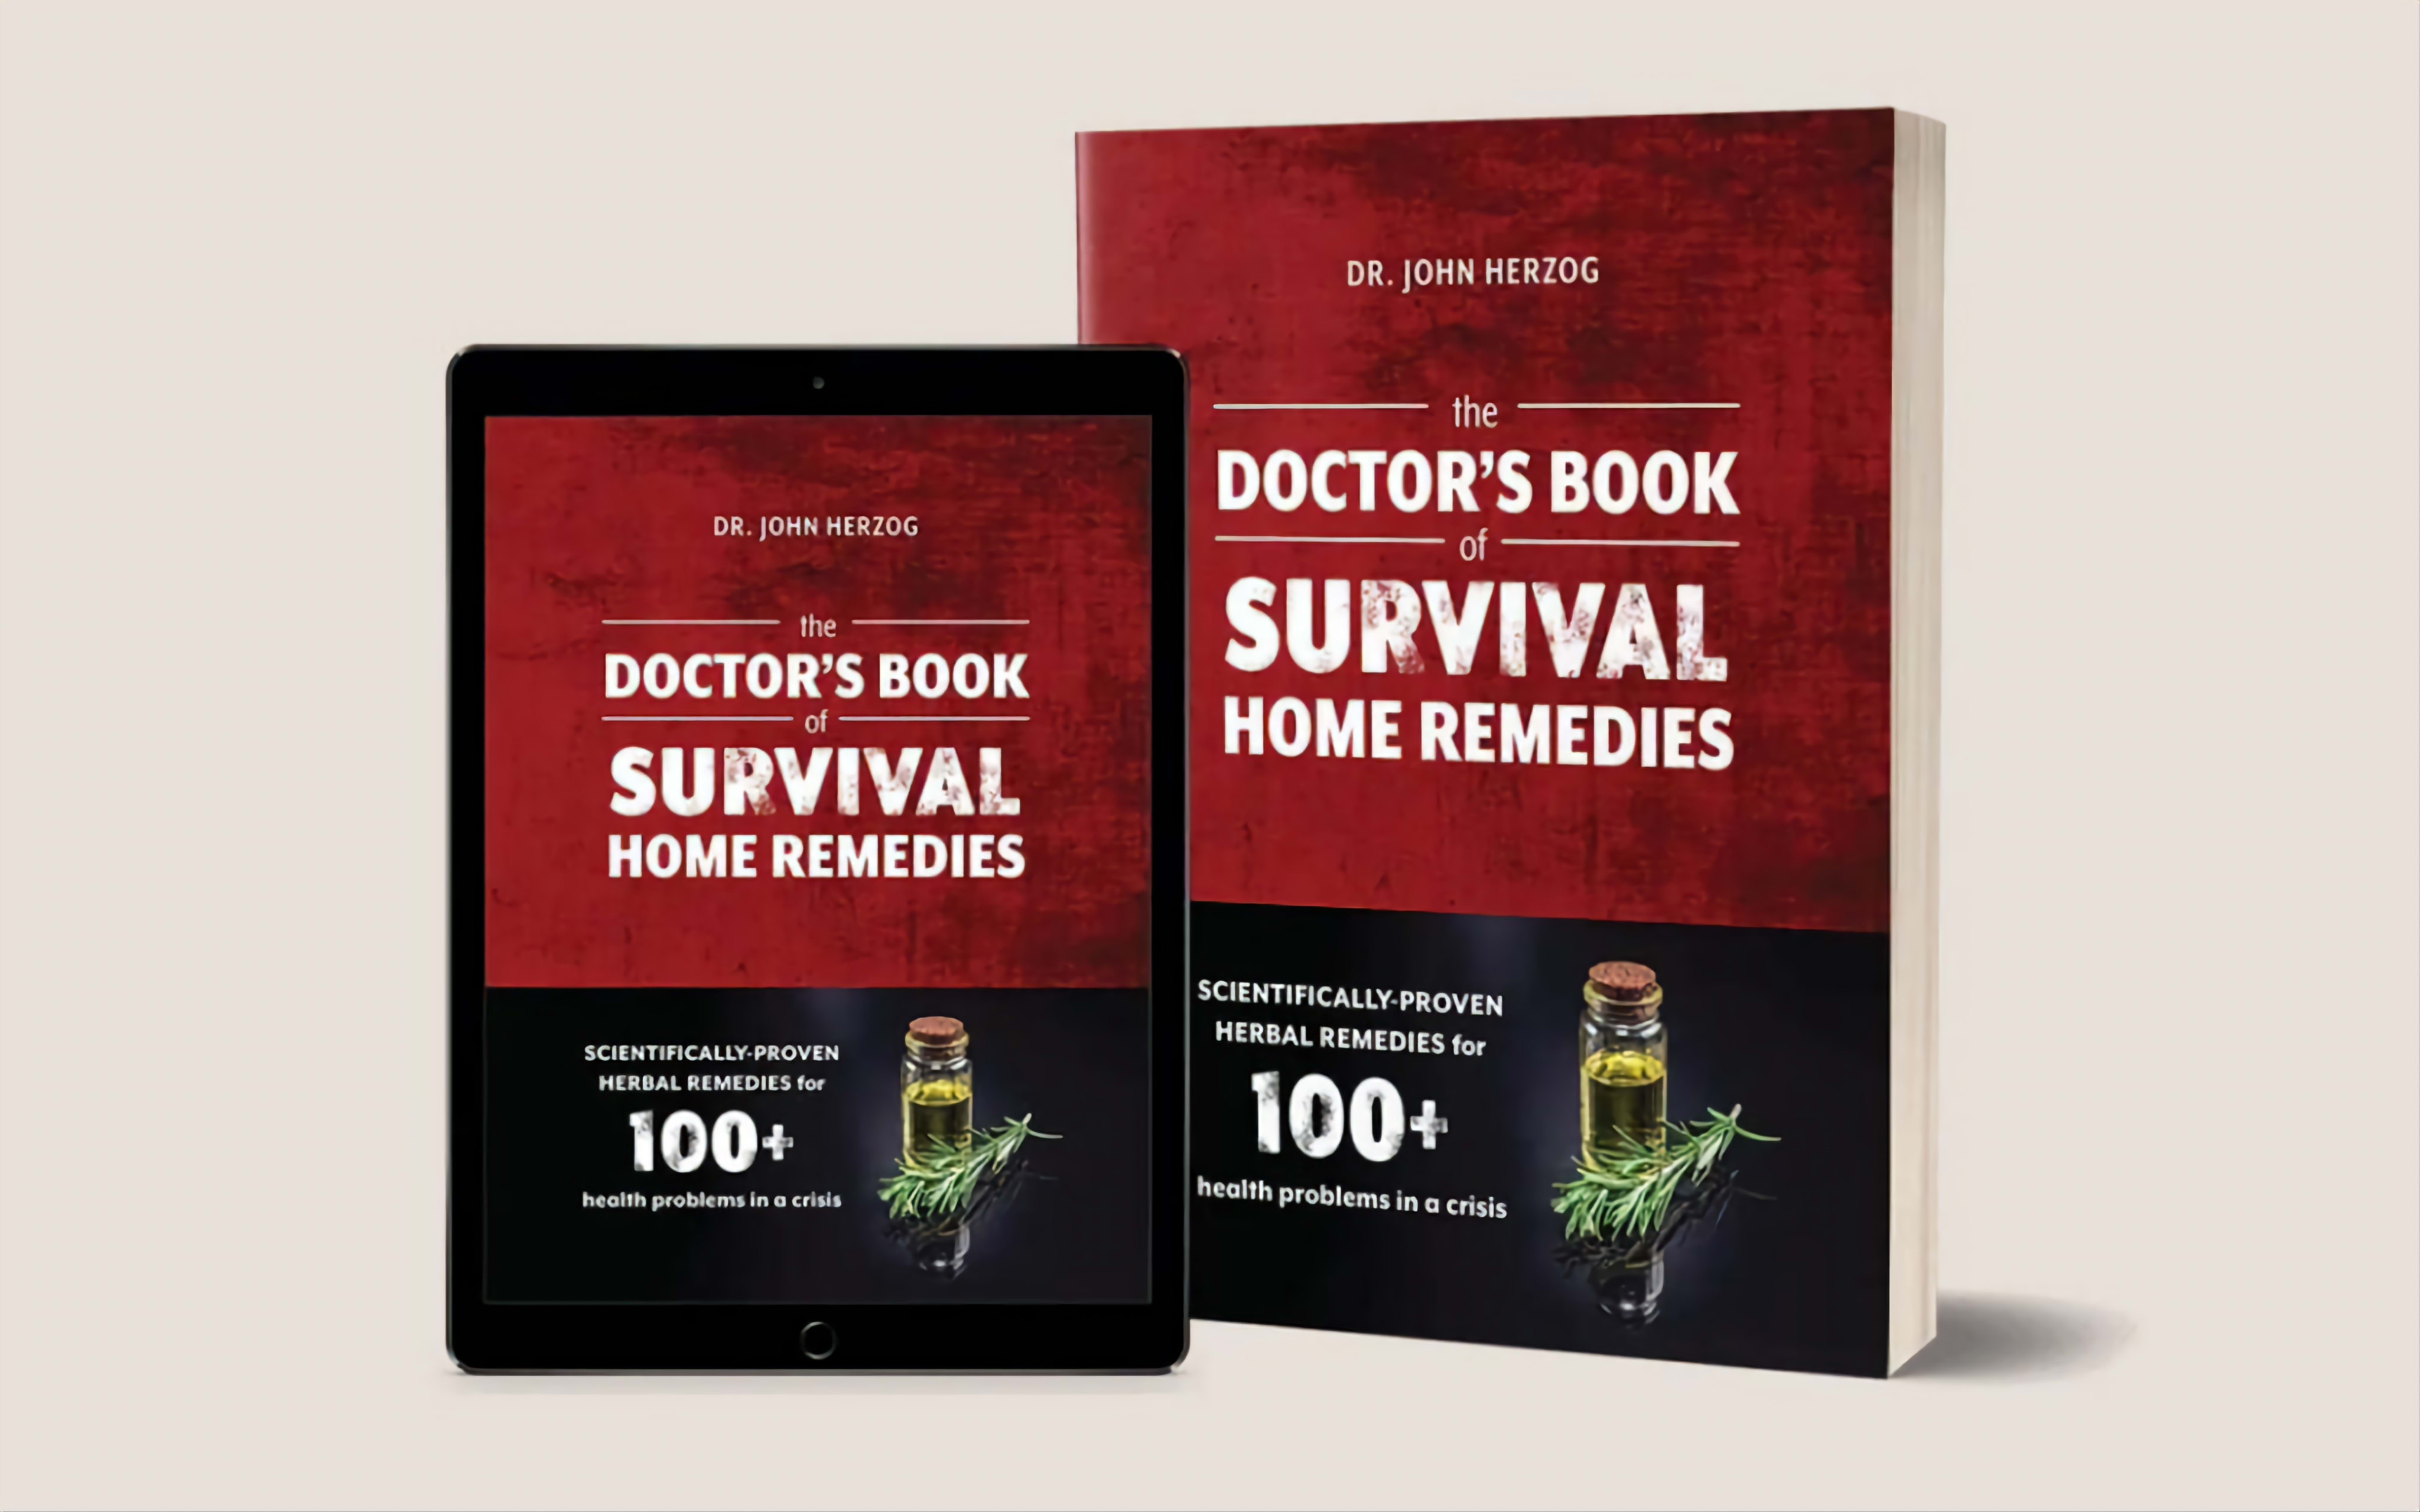 DR. JOHN HERZOG
the
DOCTOR'S BOOK
of
SURVIVAL
HOME REMEDIES
SCIENTIFICALLY-PROVEN
HERBAL REMEDIES for
100+
health problems in a crisis
DR. JOHN HERZOG
the
DOCTOR'S BOOK
of
SURVIVAL
HOME REMEDIES
SCIENTIFICALLY-PROVEN
HERBAL REMEDIES for
100+
health problems in a crisis